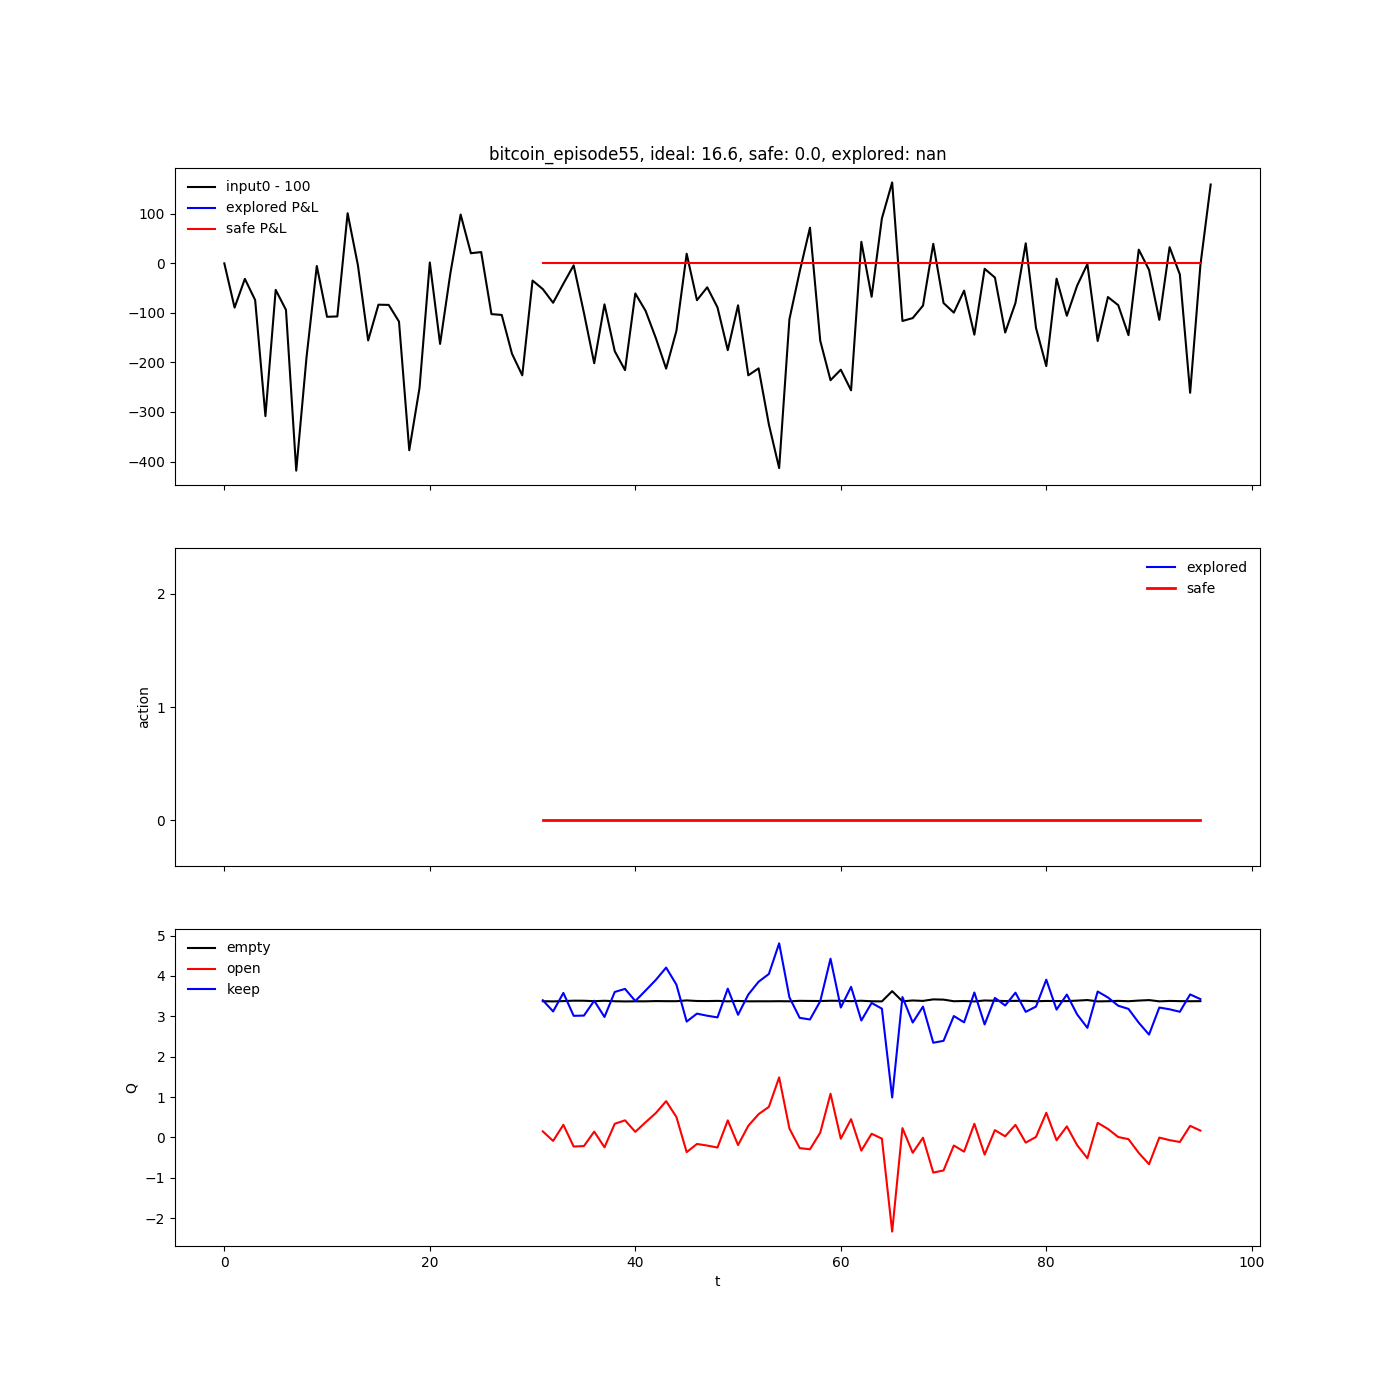 bitcoin_episode55, ideal: 16.6, safe: 0.0, explored: nan
input0 - 100
explored P&L
safe P&L
100
0
−100
−200
−300
−400
explored
safe
2
1
0
action
empty
open
keep
5
4
3
2
1
0
−1
−2
Q
0 20 40 60 80 100
t